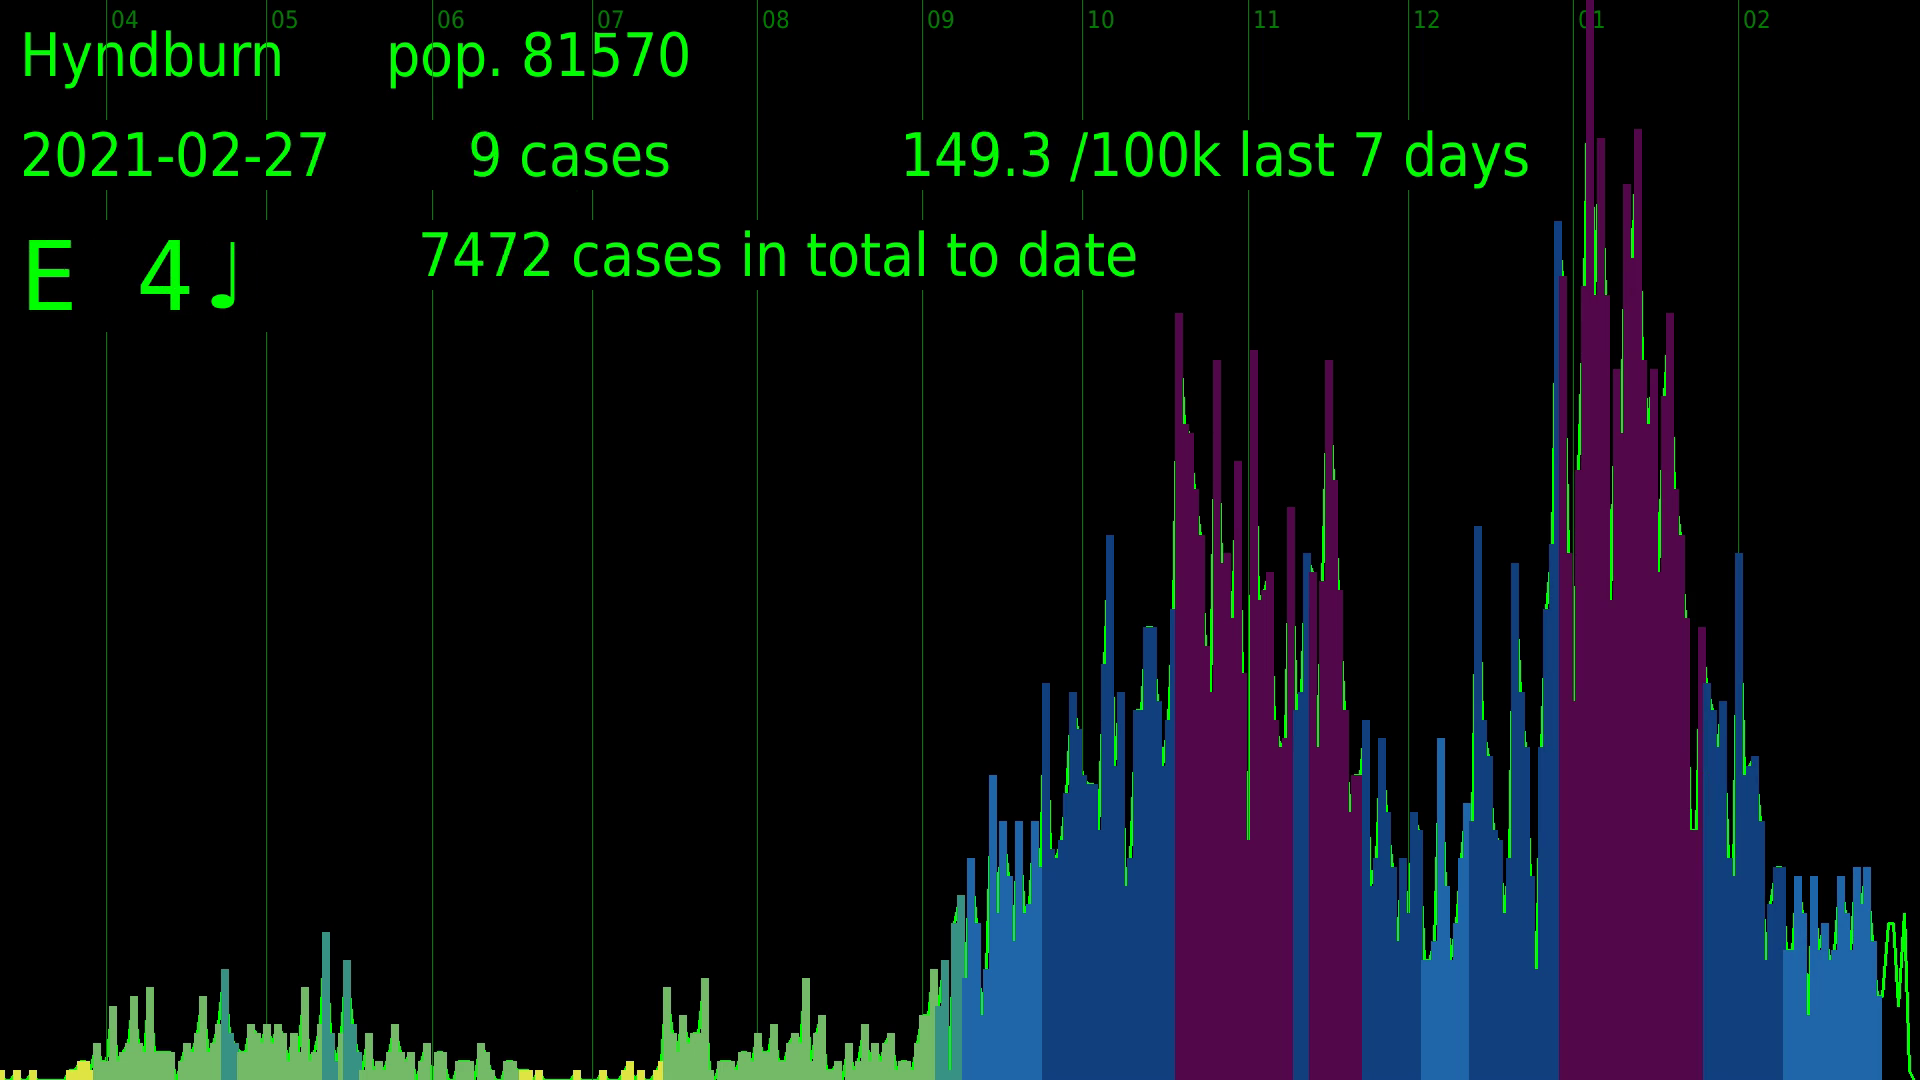 04 05 06 07 08 09 10 11 12 01 02
Hyndburn pop. 81570
2021-02-27 9 cases 149.3 /100k last 7 days
E 4♩ 7472 cases in total to date